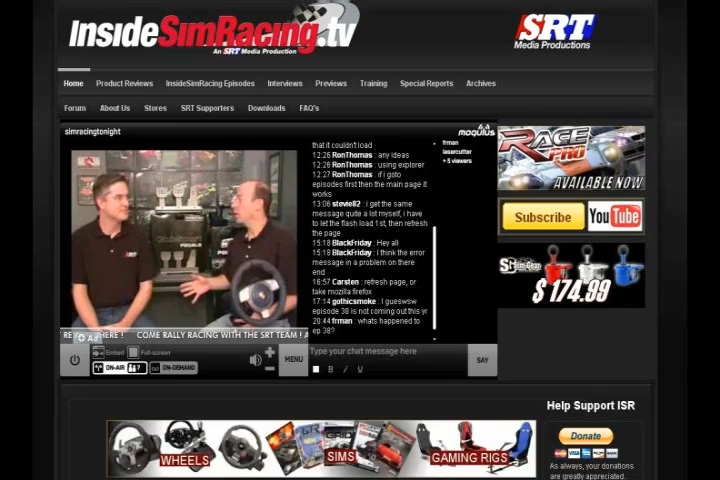 InsideSimRacing.tv
An SRT Media Production
SRT
Media Productions
Home
Product Reviews
InsideSimRacing Episodes
Interviews
Previews
Training
Special Reports
Archives
Forum
About Us
Stores
SRT Supporters
Downloads
FAQ's
simracingtonight
mogulus
that it couldn't load
12:26 RonThomas : any ideas
12:26 RonThomas : using explorer
12:27 RonThomas : if i goto
episodes first then the main page it
works
13:06 stevie82 : i get the same
message quite a lot myself, i have
to let the flash load 1st, then refresh
the page
15:18 BlackFriday : Hey all
15:18 BlackFriday : I think the error
message in a problem on there
end
16:57 Carsten : refresh page, or
take mozilla firefox
17:14 gothicsmoke : I gueswsw
episode 38 is not coming out this yr
20:44 frman : whats happened to
ep 38?
frman
lasercutter
+ 5 viewers
PEDALS
SRT
HERE !
COME RALLY RACING WITH THE SRT TEAM ! A
Ad
Embed
Full-screen
ON-AIR
7
ON-DEMAND
MENU
Type your chat message here
B I U
SAY
RACE
PRO
AVAILABLE NOW
Subscribe
YouTube
$ 174.99
Help Support ISR
Donate
VISA
As always, your donations
are greatly appreciated.
WHEELS
GTR
GRID
SIMS
GAMING RIGS